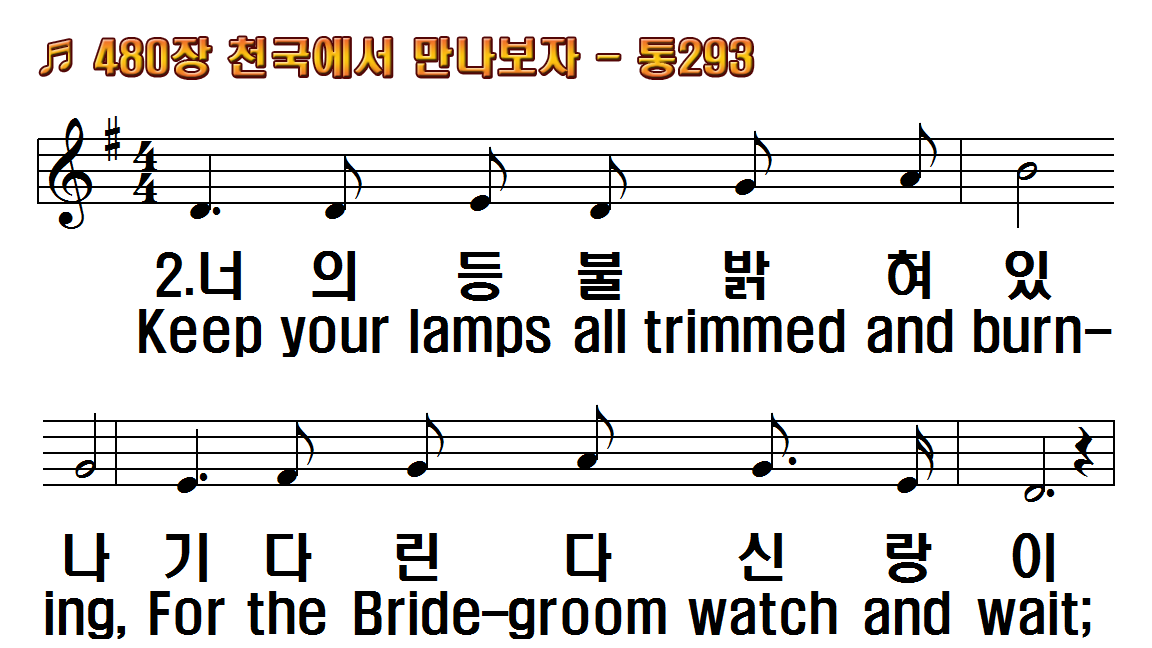 ♬ 480장 천국에서 만나보자 - 통293
2.너 의 등 불 밝 혀 있
Keep your lamps all trimmed and burn-
나 기 다 린 다 신 랑 이
ing, For the Bride-groom watch and wait;